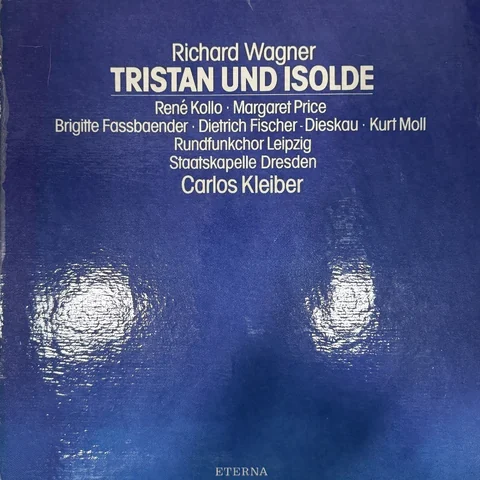 Richard Wagner
TRISTAN UND ISOLDE
René Kollo · Margaret Price
Brigitte Fassbaender · Dietrich Fischer-Dieskau · Kurt Moll
Rundfunkchor Leipzig
Staatskapelle Dresden
Carlos Kleiber
ETERNA